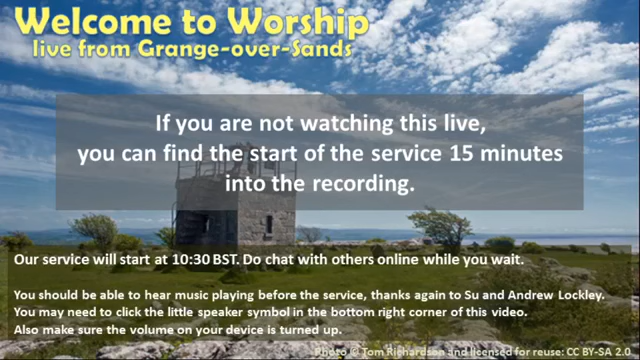 Welcome to Worship
live from Grange-over-Sands
If you are not watching this live,
you can find the start of the service 15 minutes
into the recording.
Our service will start at 10:30 BST. Do chat with others online while you wait.
You should be able to hear music playing before the service, thanks again to Su and Andrew Lockley.
You may need to click the little speaker symbol in the bottom right corner of this video.
Also make sure the volume on your device is turned up.
Photo © Tom Richardson and licensed for reuse: CC BY-SA 2.0